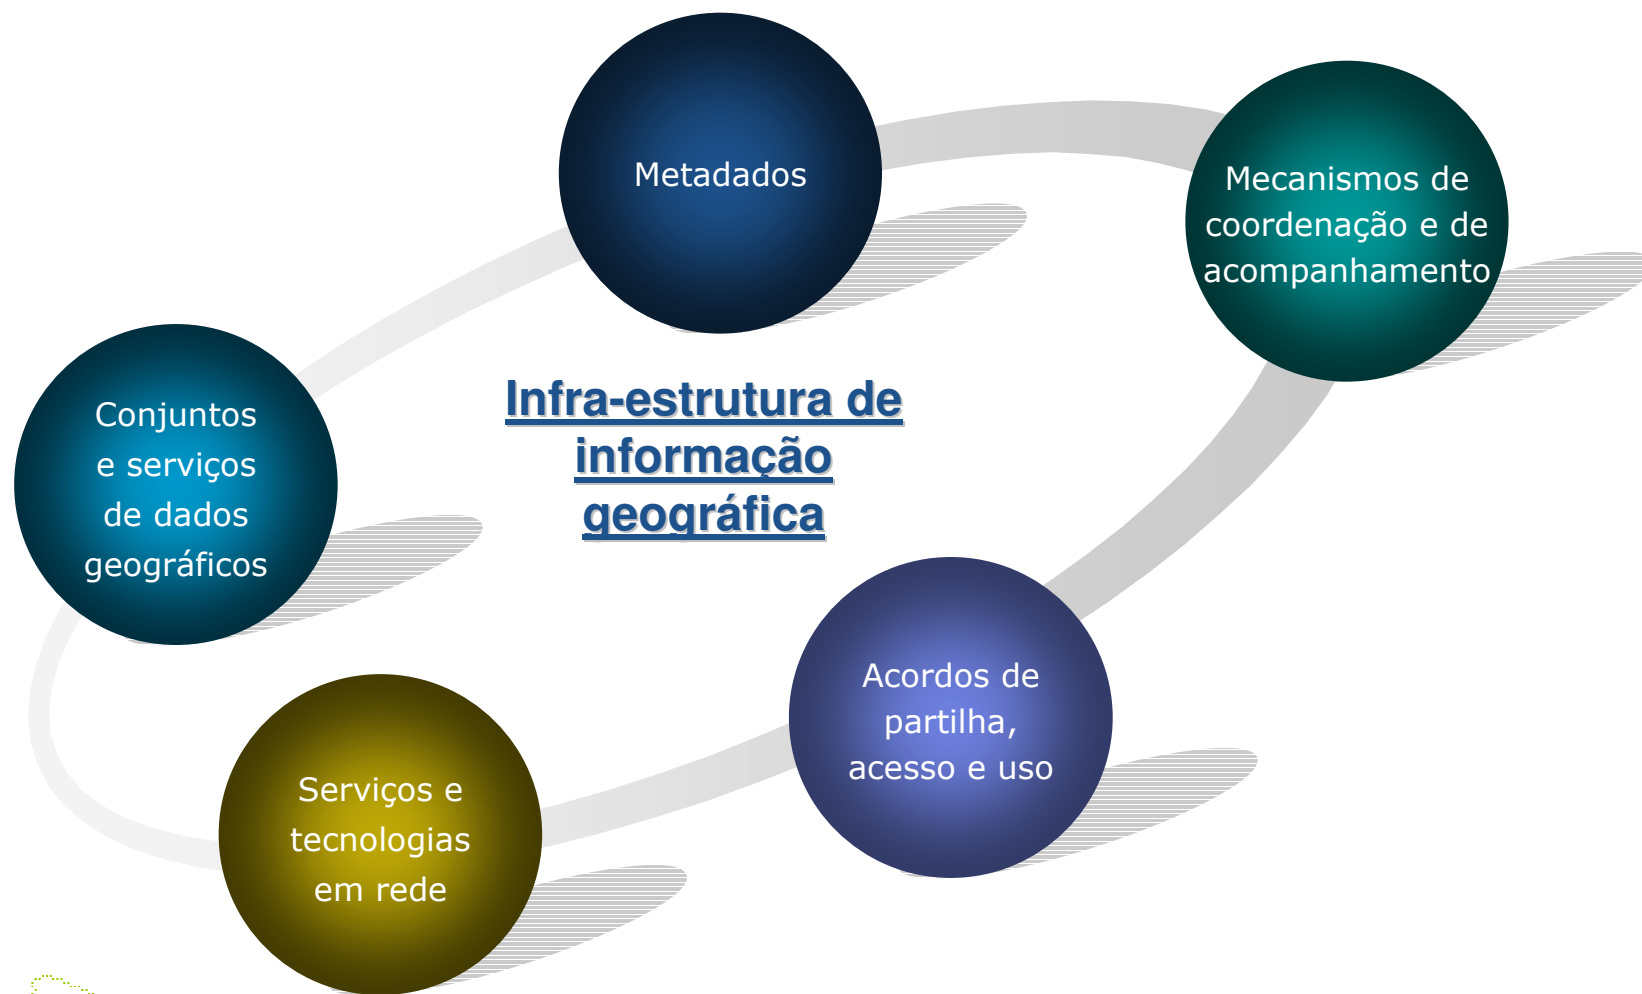 Metadados
Mecanismos de
coordenação e de
acompanhamento
Infra-estrutura de
informação
geográfica
Conjuntos
e serviços
de dados
geográficos
Acordos de
partilha,
acesso e uso
Serviços e
tecnologias
em rede